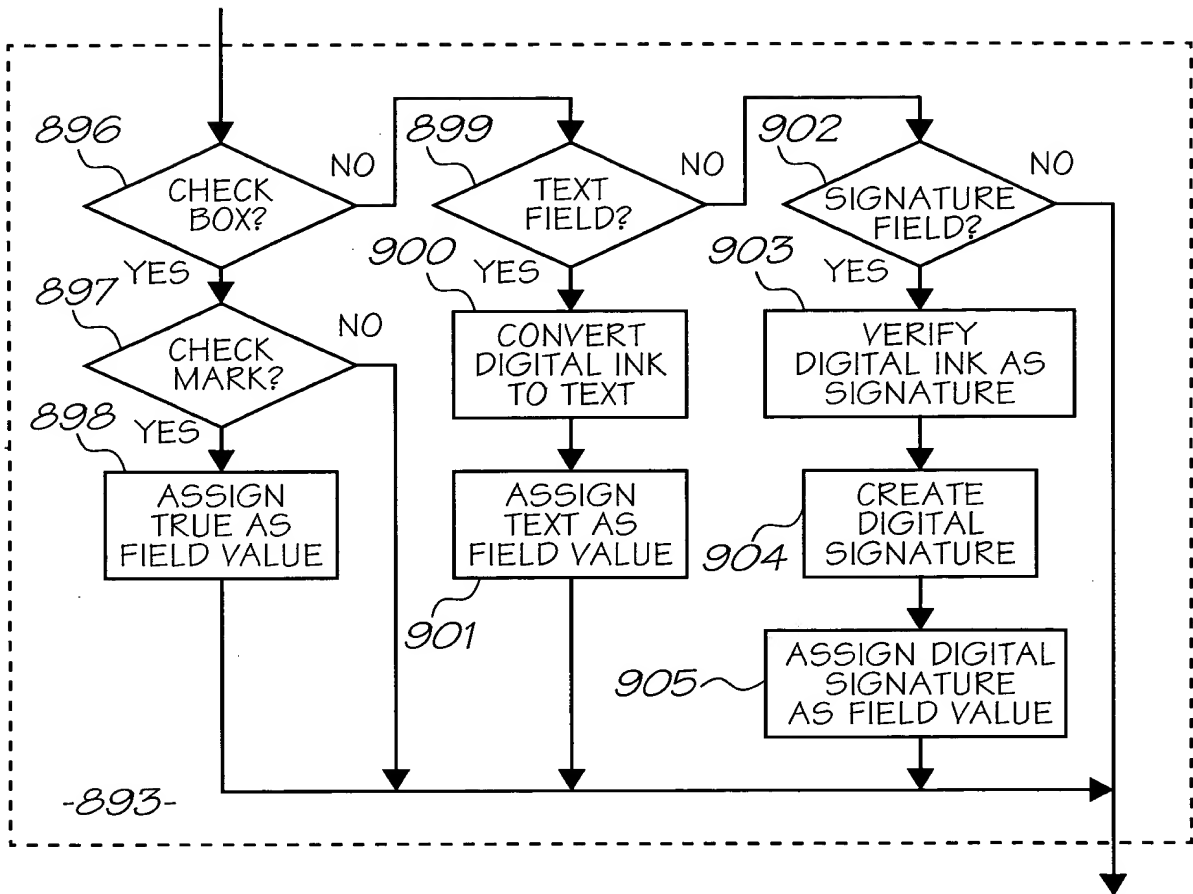 896
CHECK
BOX?
NO
YES
897
CHECK
MARK?
NO
YES
898
ASSIGN
TRUE AS
FIELD VALUE
899
TEXT
FIELD?
NO
YES
900
CONVERT
DIGITAL INK
TO TEXT
ASSIGN
TEXT AS
FIELD VALUE
901
902
SIGNATURE
FIELD?
NO
YES
903
VERIFY
DIGITAL INK AS
SIGNATURE
CREATE
DIGITAL
SIGNATURE
904
ASSIGN DIGITAL
SIGNATURE
AS FIELD VALUE
905
-893-